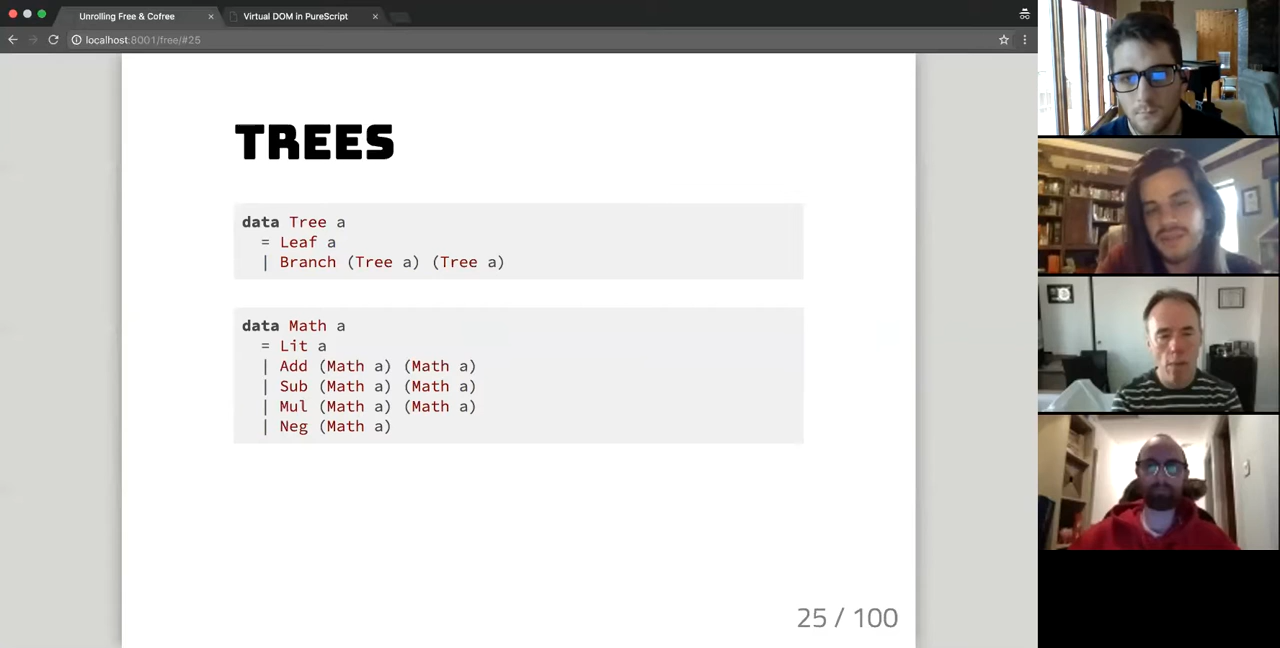 Unrolling Free & Cofree
Virtual DOM in PureScript
localhost:8001/free/#25
TREES
data Tree a
= Leaf a
| Branch (Tree a) (Tree a)
data Math a
= Lit a
| Add (Math a) (Math a)
| Sub (Math a) (Math a)
| Mul (Math a) (Math a)
| Neg (Math a)
25 / 100